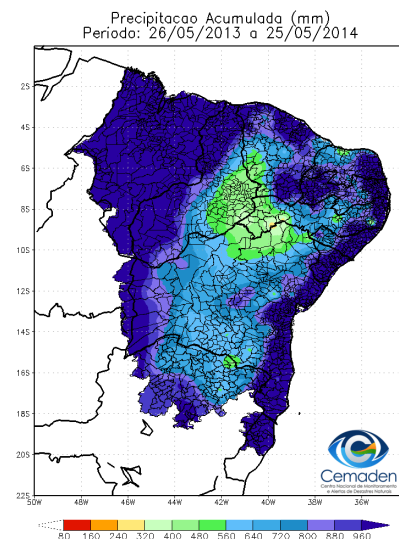 Precipitacao Acumulada (mm)
Periodo: 26/05/2013 a 25/05/2014
2S
4S
6S
8S
10S
12S
14S
16S
18S
20S
22S
50W 48W 46W 44W 42W 40W 38W 36W
Cemaden
Centro Nacional de Monitoramento
e Alertas de Desastres Naturais
80 160 240 320 400 480 560 640 720 800 880 960